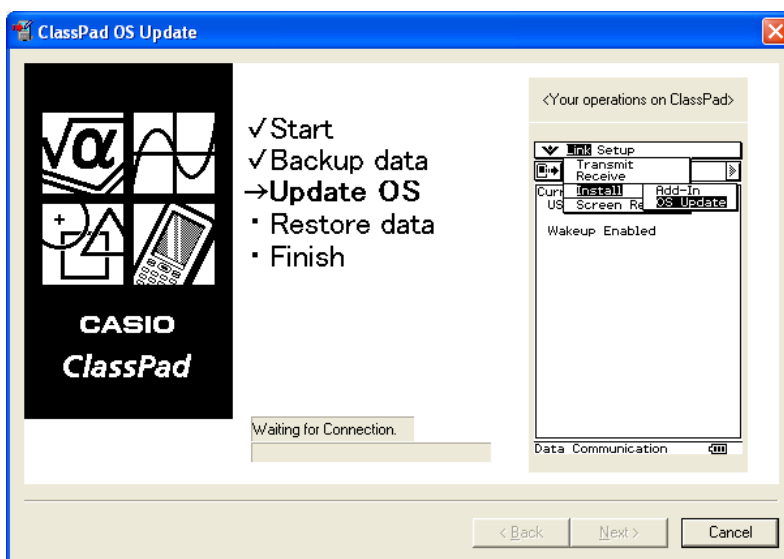 ClassPad OS Update
√α
CASIO
ClassPad
√Start
√Backup data
→Update OS
· Restore data
· Finish
Waiting for Connection.
<Your operations on ClassPad>
Link Setup
Transmit
Receive
Curr Install Add-In
US Screen Re OS Update
Wakeup Enabled
Data Communication
< Back
Next >
Cancel